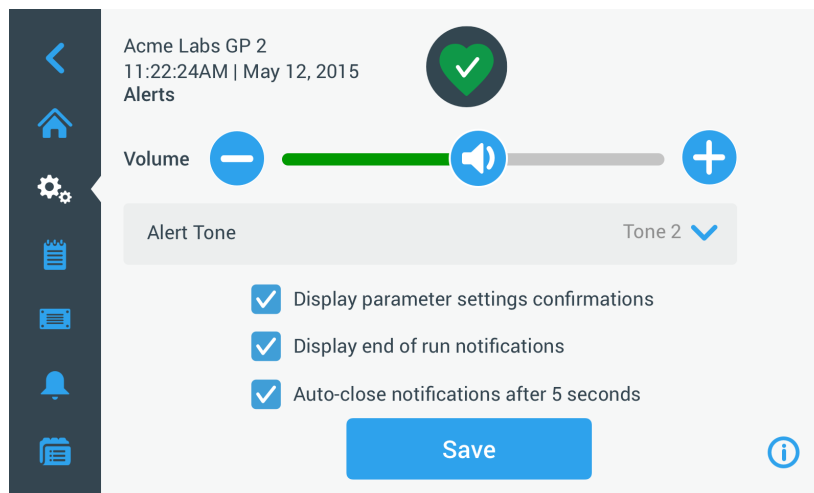 Acme Labs GP 2
11:22:24AM | May 12, 2015
Alerts
Volume
Alert Tone Tone 2
Display parameter settings confirmations
Display end of run notifications
Auto-close notifications after 5 seconds
Save